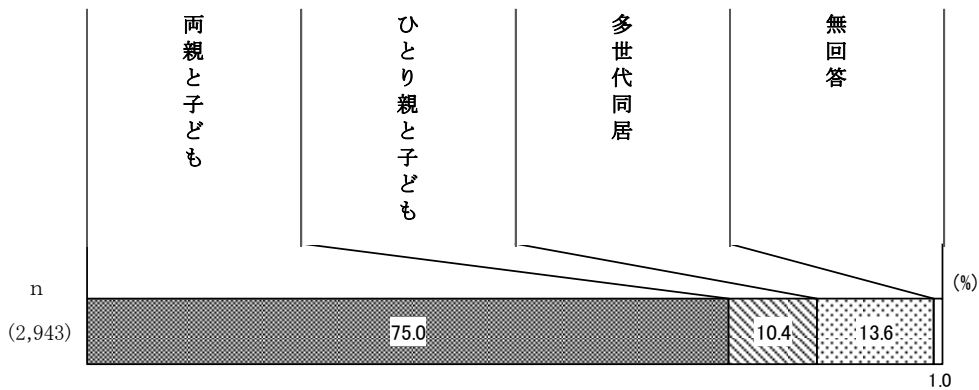 両親と子ども
ひとり親と子ども
多世代同居
無回答
(%)
n
(2,943)
75.0
10.4
13.6
1.0